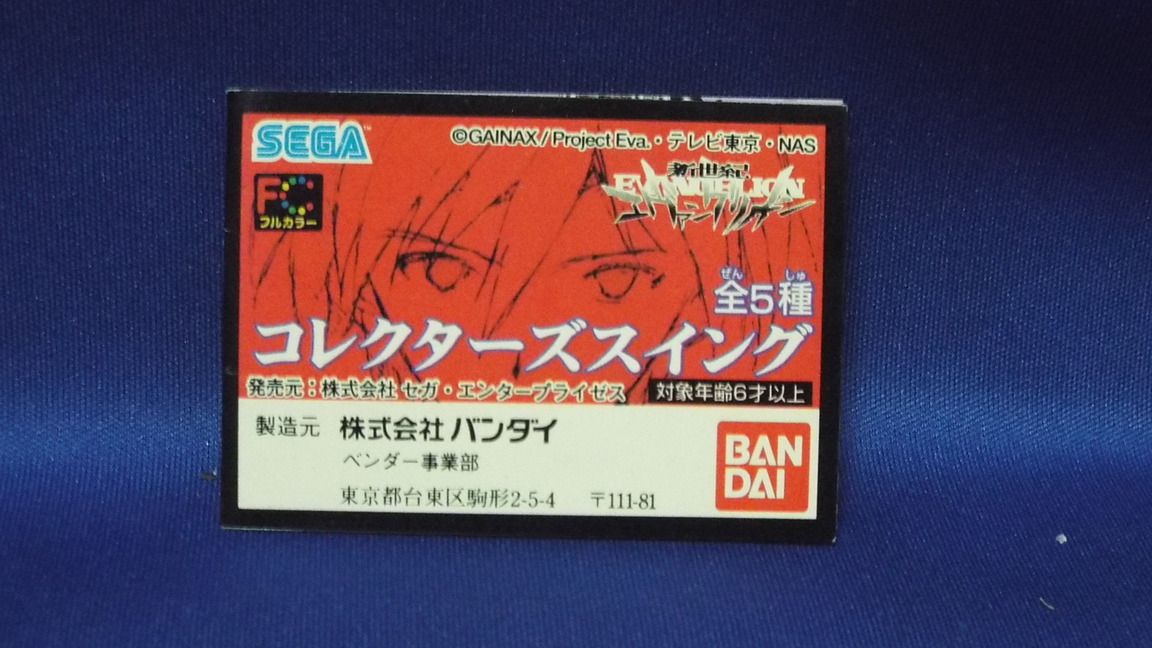 SEGA™
©GAINAX/Project Eva.・テレビ東京・NAS
FC
フルカラー
新世紀
EVANGELION
エヴァンゲリオン
ぜん しゅ
全5種
コレクターズスイング
発売元：株式会社 セガ・エンタープライゼス
対象年齢6才以上
製造元 株式会社 バンダイ
ベンダー事業部
東京都台東区駒形2-5-4 〒111-81
BAN
DAI